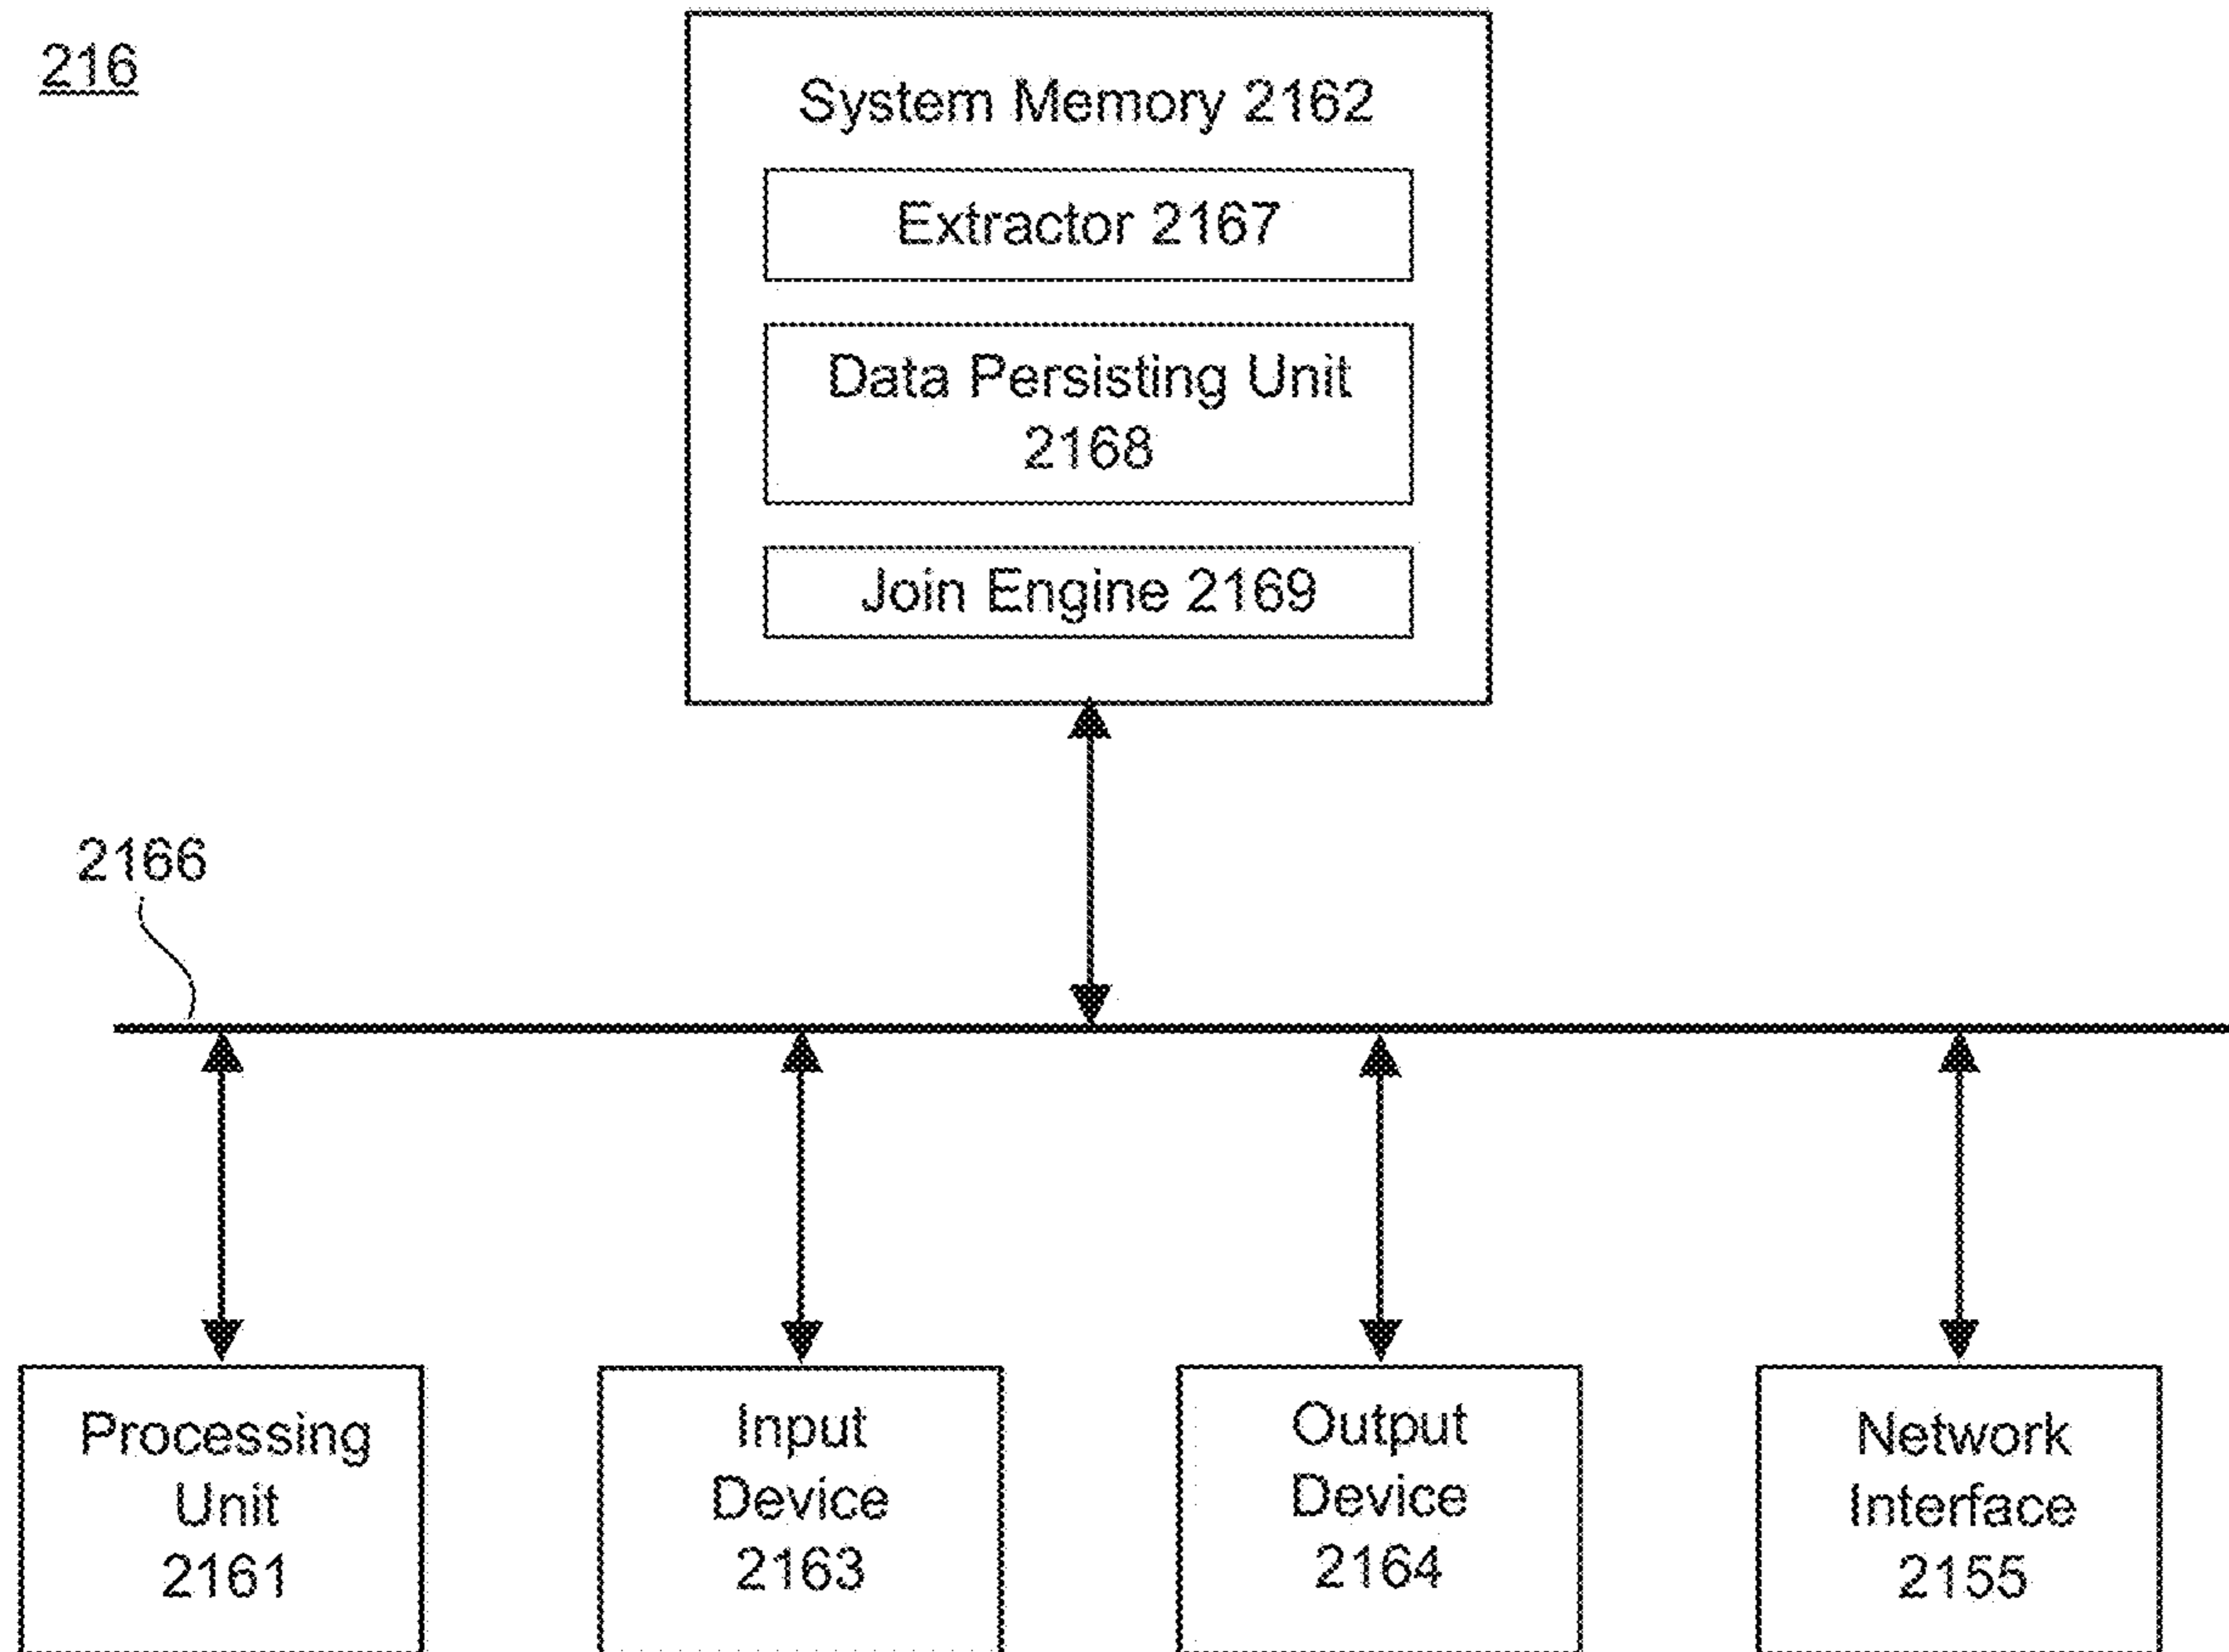 216
System Memory 2162
Extractor 2167
Data Persisting Unit
2168
Join Engine 2169
2166
Processing
Unit
2161
Input
Device
2163
Output
Device
2164
Network
Interface
2155